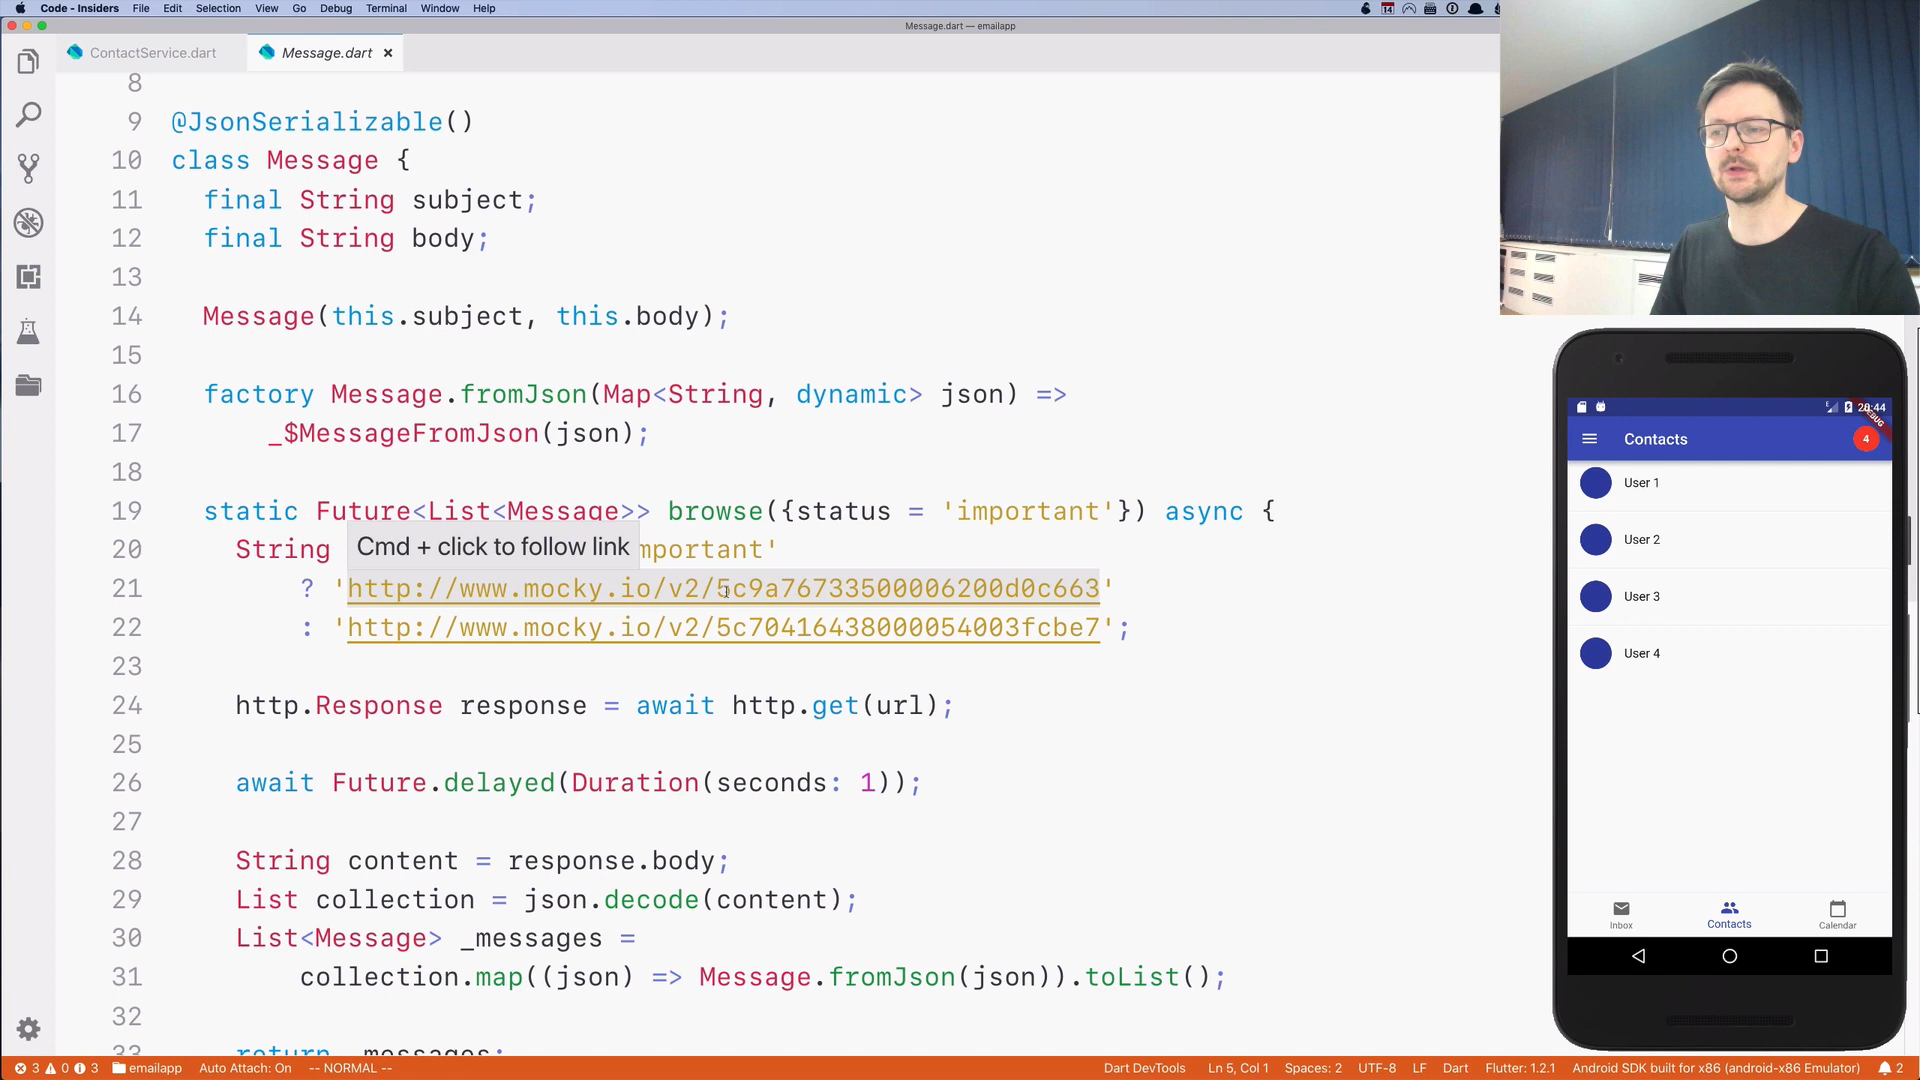 Code - Insiders File Edit Selection View Go Debug Terminal Window Help
14
Message.dart — emailapp
ContactService.dart
Message.dart ×
8
9 @JsonSerializable()
10 class Message {
11 final String subject;
12 final String body;
13
14 Message(this.subject, this.body);
15
16 factory Message.fromJson(Map<String, dynamic> json) =>
17 _$MessageFromJson(json);
18
19 static Future<List<Message>> browse({status = 'important'}) async {
20 String mportant'
Cmd + click to follow link
21 ? 'http://www.mocky.io/v2/5c9a76733500006200d0c663'
22 : 'http://www.mocky.io/v2/5c70416438000054003fcbe7';
23
24 http.Response response = await http.get(url);
25
26 await Future.delayed(Duration(seconds: 1));
27
28 String content = response.body;
29 List collection = json.decode(content);
30 List<Message> _messages =
31 collection.map((json) => Message.fromJson(json)).toList();
32
33 return _messages;
3 0 3 emailapp Auto Attach: On -- NORMAL -- Dart DevTools Ln 5, Col 1 Spaces: 2 UTF-8 LF Dart Flutter: 1.2.1 Android SDK built for x86 (android-x86 Emulator) 2
20:44
DEBUG
Contacts 4
User 1
User 2
User 3
User 4
Inbox Contacts Calendar